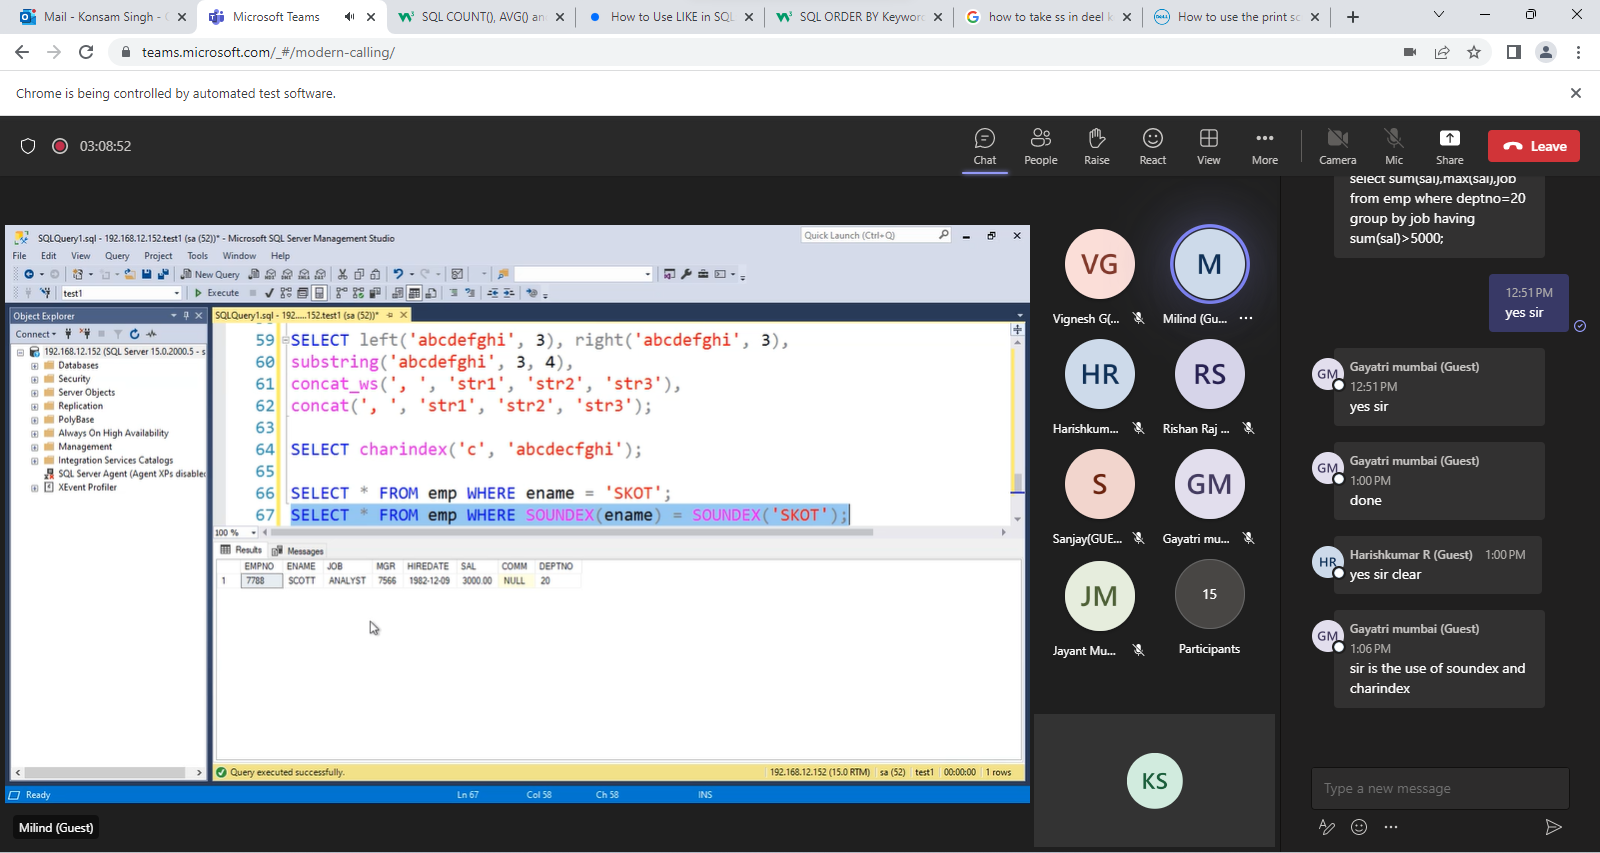 Mail - Konsam Singh -
Microsoft Teams
SQL COUNT(), AVG() an
How to Use LIKE in SQL
SQL ORDER BY Keyword
how to take ss in deel k
How to use the print sc
teams.microsoft.com/_#/modern-calling/
Chrome is being controlled by automated test software.
03:08:52
Chat
People
Raise
React
View
More
Camera
Mic
Share
Leave
SQLQuery1.sql - 192.168.12.152.test1 (sa (52))* - Microsoft SQL Server Management Studio
Quick Launch (Ctrl+Q)
File Edit View Query Project Tools Window Help
New Query
test1
Execute
Object Explorer
Connect
192.168.12.152 (SQL Server 15.0.2000.5 - s
Databases
Security
Server Objects
Replication
PolyBase
Always On High Availability
Management
Integration Services Catalogs
SQL Server Agent (Agent XPs disable
XEvent Profiler
SQLQuery1.sql - 192.....152.test1 (sa (52))*
59 SELECT left('abcdefghi', 3), right('abcdefghi', 3),
60 substring('abcdefghi', 3, 4),
61 concat_ws(', ', 'str1', 'str2', 'str3'),
62 concat(', ', 'str1', 'str2', 'str3');
63
64 SELECT charindex('c', 'abcdecfghi');
65
66 SELECT * FROM emp WHERE ename = 'SKOT';
67 SELECT * FROM emp WHERE SOUNDEX(ename) = SOUNDEX('SKOT');
100 %
Results
Messages
EMPNO ENAME JOB MGR HIREDATE SAL COMM DEPTNO
1 7788 SCOTT ANALYST 7566 1982-12-09 3000.00 NULL 20
Query executed successfully.
192.168.12.152 (15.0 RTM) sa (52) test1 00:00:00 1 rows
Ready
Ln 67
Col 58
Ch 58
INS
Milind (Guest)
VG
Vignesh G(...
M
Milind (Gu...
HR
Harishkum...
RS
Rishan Raj ...
S
Sanjay(GUE...
GM
Gayatri mu...
JM
Jayant Mu...
15
Participants
KS
select sum(sal),max(sal),job
from emp where deptno=20
group by job having
sum(sal)>5000;
12:51 PM
yes sir
GM
Gayatri mumbai (Guest)
12:51 PM
yes sir
GM
Gayatri mumbai (Guest)
1:00 PM
done
HR
Harishkumar R (Guest) 1:00 PM
yes sir clear
GM
Gayatri mumbai (Guest)
1:06 PM
sir is the use of soundex and
charindex
Type a new message